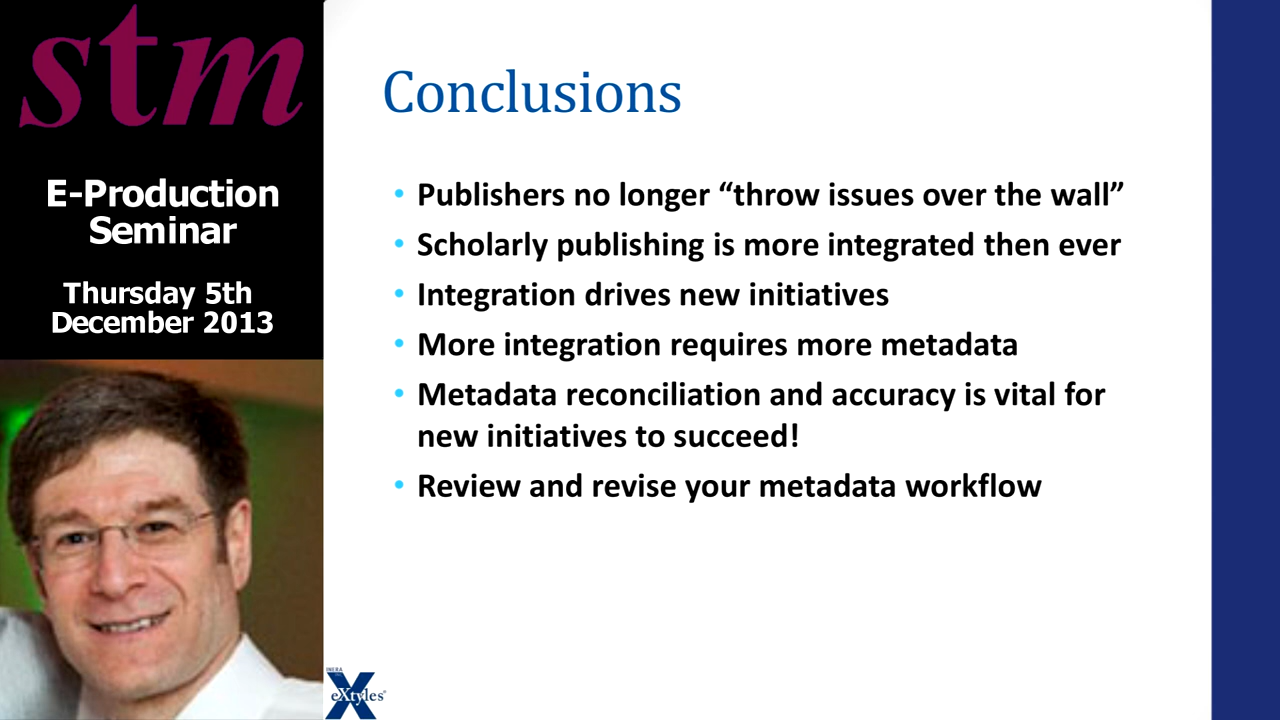 stm
E-Production
Seminar
Thursday 5th
December 2013
Conclusions
• Publishers no longer “throw issues over the wall”
• Scholarly publishing is more integrated then ever
• Integration drives new initiatives
• More integration requires more metadata
• Metadata reconciliation and accuracy is vital for
new initiatives to succeed!
• Review and revise your metadata workflow
INERA
eXtyles®